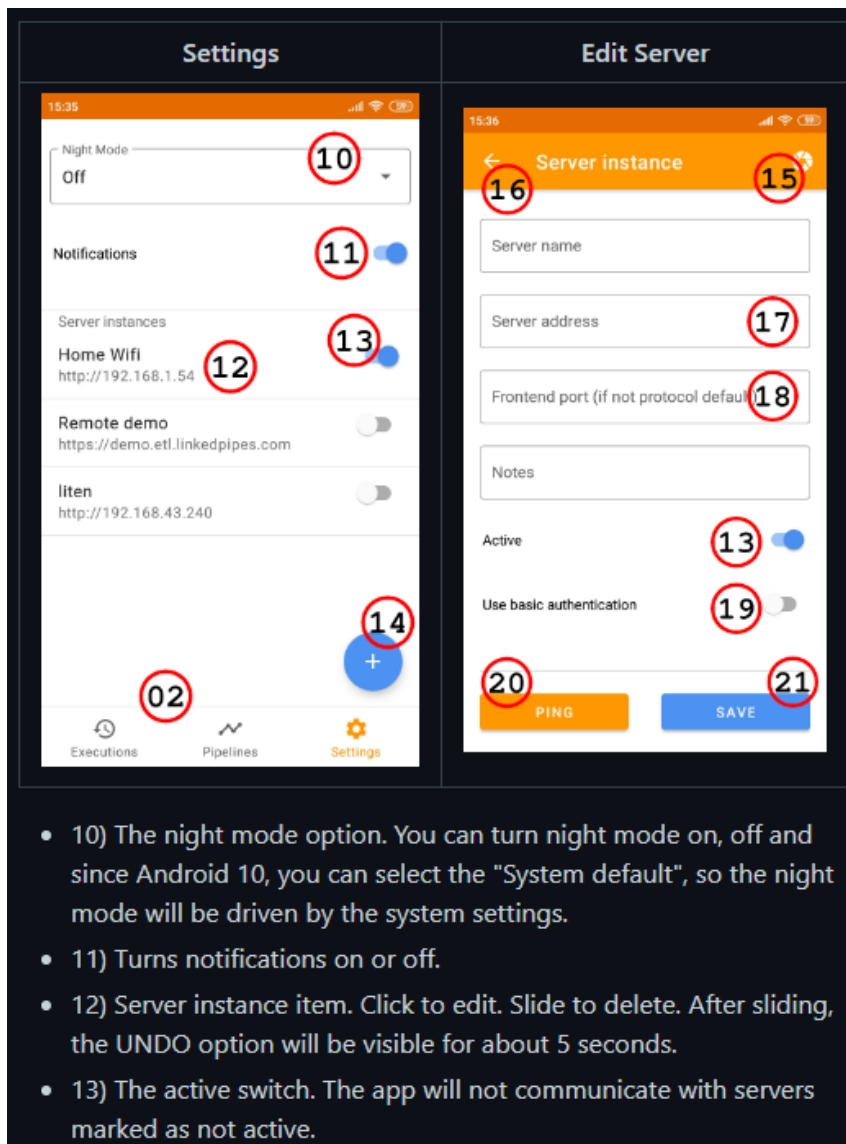 Settings
Edit Server
15:35
Night Mode
10
Off
Notifications
11
Server instances
13
Home Wifi
12
http://192.168.1.54
Remote demo
https://demo.etl.linkedpipes.com
liten
http://192.168.43.240
14
+
02
Executions
Pipelines
Settings
15:36
Server instance
15
16
Server name
Server address
17
Frontend port (if not protocol default)
18
Notes
Active
13
Use basic authentication
19
20
21
PING
SAVE
• 10) The night mode option. You can turn night mode on, off and
since Android 10, you can select the "System default", so the night
mode will be driven by the system settings.
• 11) Turns notifications on or off.
• 12) Server instance item. Click to edit. Slide to delete. After sliding,
the UNDO option will be visible for about 5 seconds.
• 13) The active switch. The app will not communicate with servers
marked as not active.